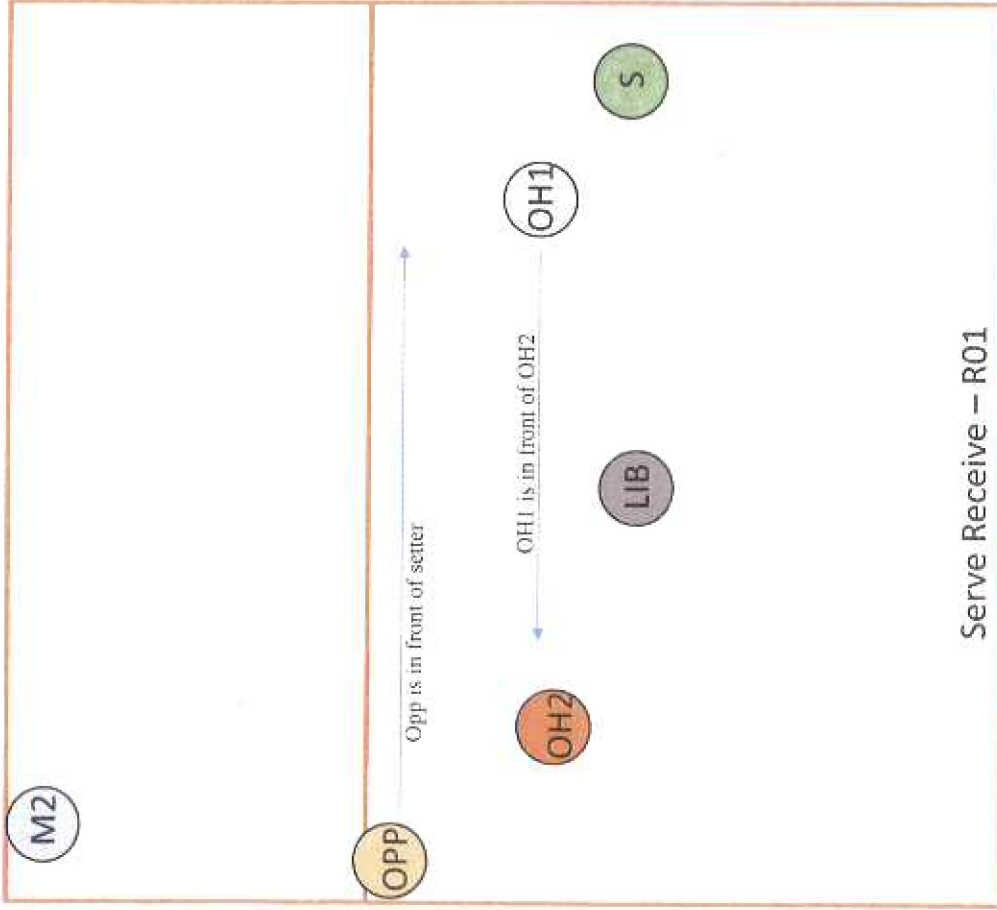 M2
OPP
Opp is in front of setter
OH1 is in front of OH2
OH2
OH1
LIB
S
Serve Receive – R01